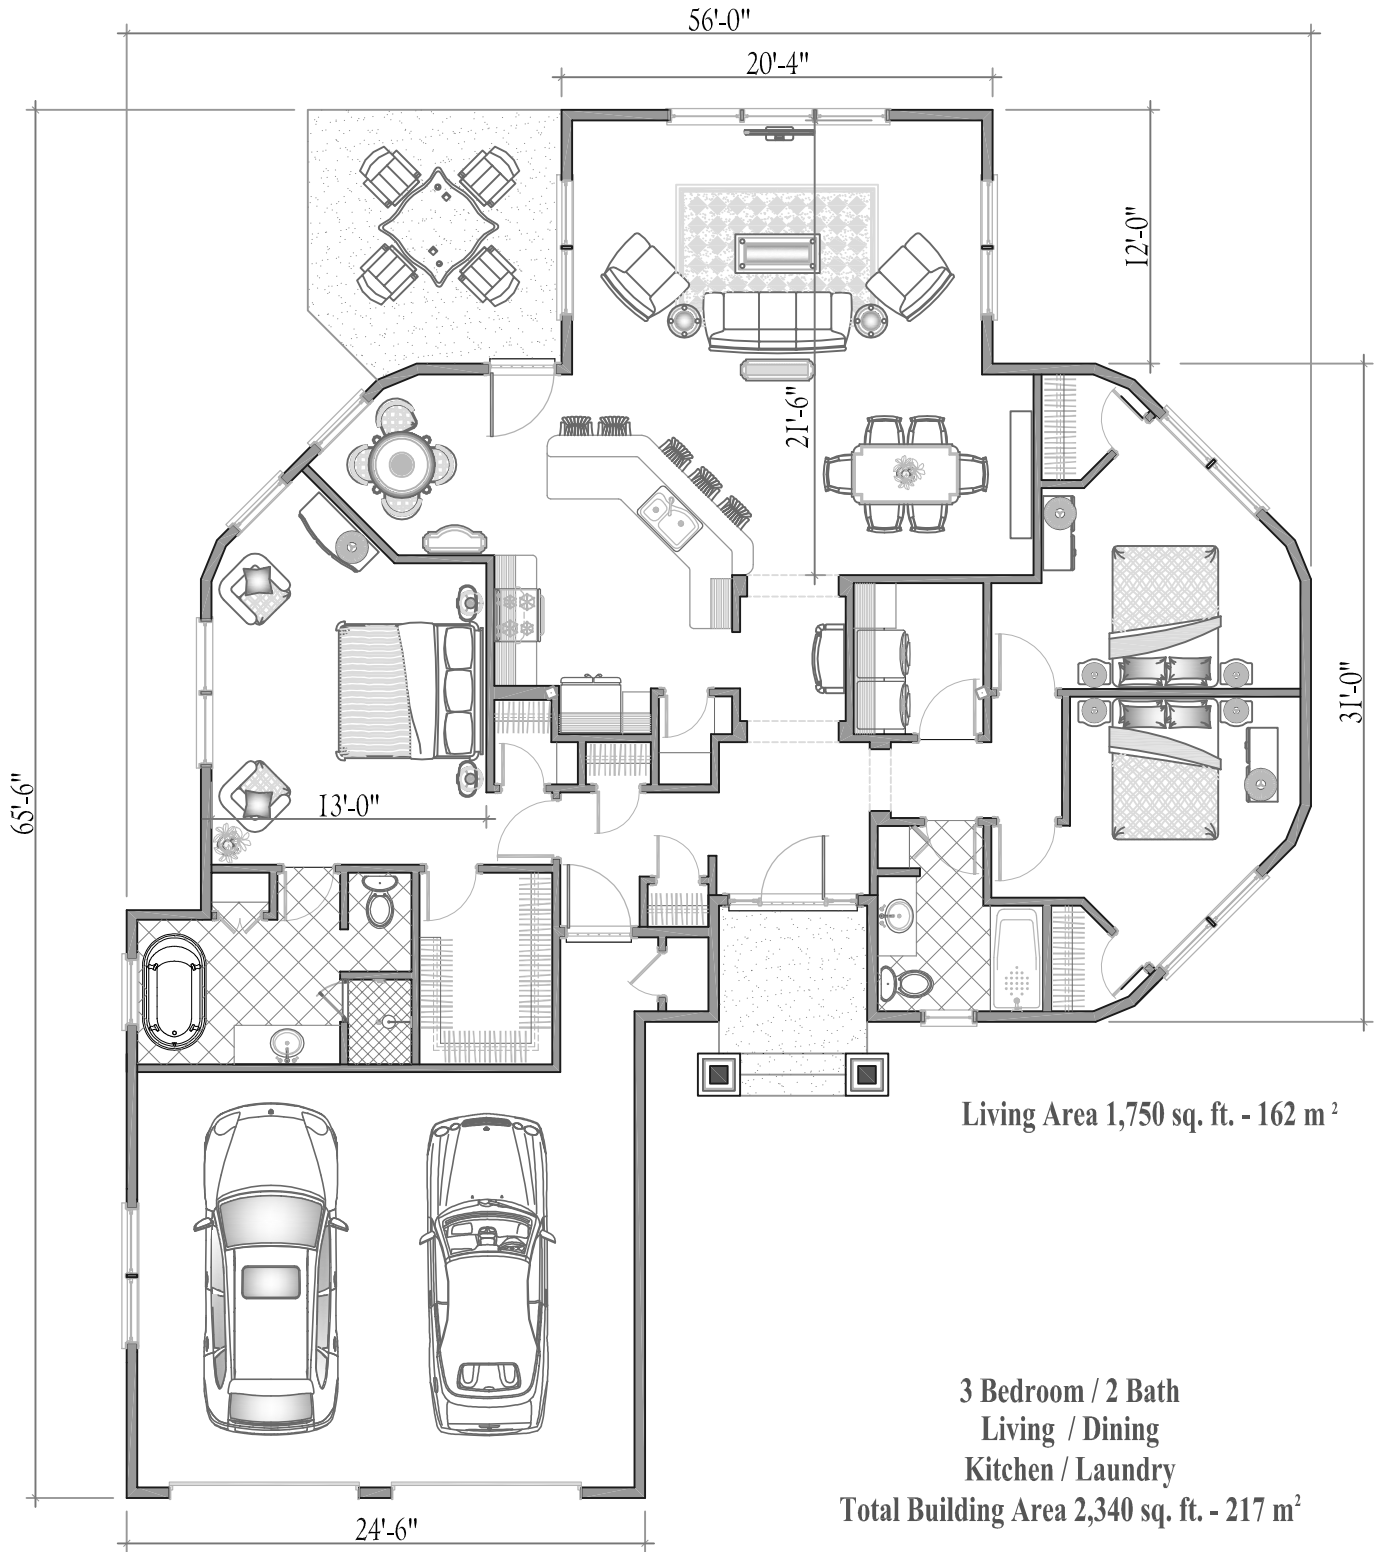 56'-0"
20'-4"
12'-0"
21'-6"
31'-0"
65'-6"
13'-0"
Living Area 1,750 sq. ft. - 162 m ²
3 Bedroom / 2 Bath
Living / Dining
Kitchen / Laundry
Total Building Area 2,340 sq. ft. - 217 m²
24'-6"